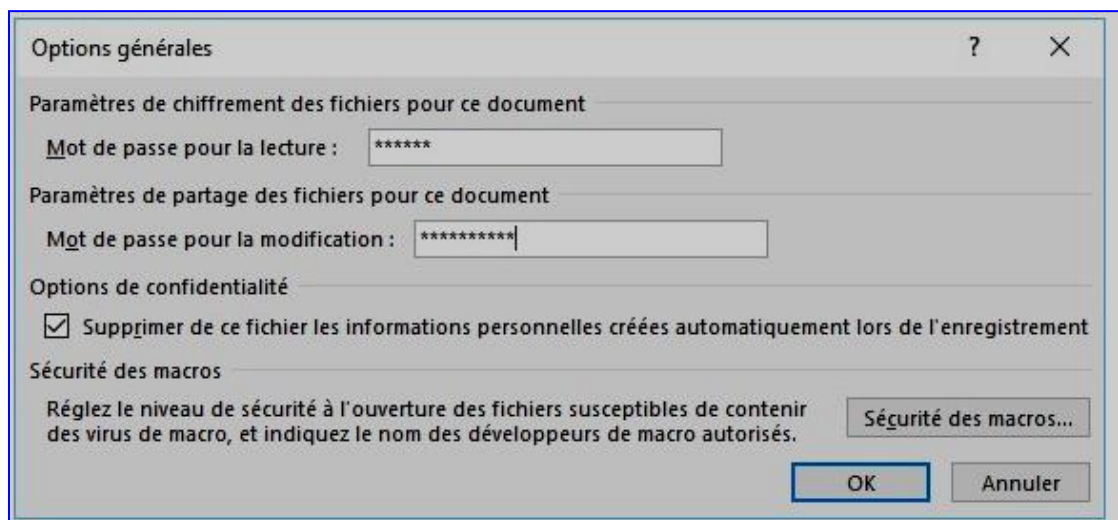 Options générales ? ×
Paramètres de chiffrement des fichiers pour ce document
Mot de passe pour la lecture : ******
Paramètres de partage des fichiers pour ce document
Mot de passe pour la modification : **********
Options de confidentialité
Supprimer de ce fichier les informations personnelles créées automatiquement lors de l'enregistrement
Sécurité des macros
Réglez le niveau de sécurité à l'ouverture des fichiers susceptibles de contenir
des virus de macro, et indiquez le nom des développeurs de macro autorisés.
Sécurité des macros...
OK Annuler